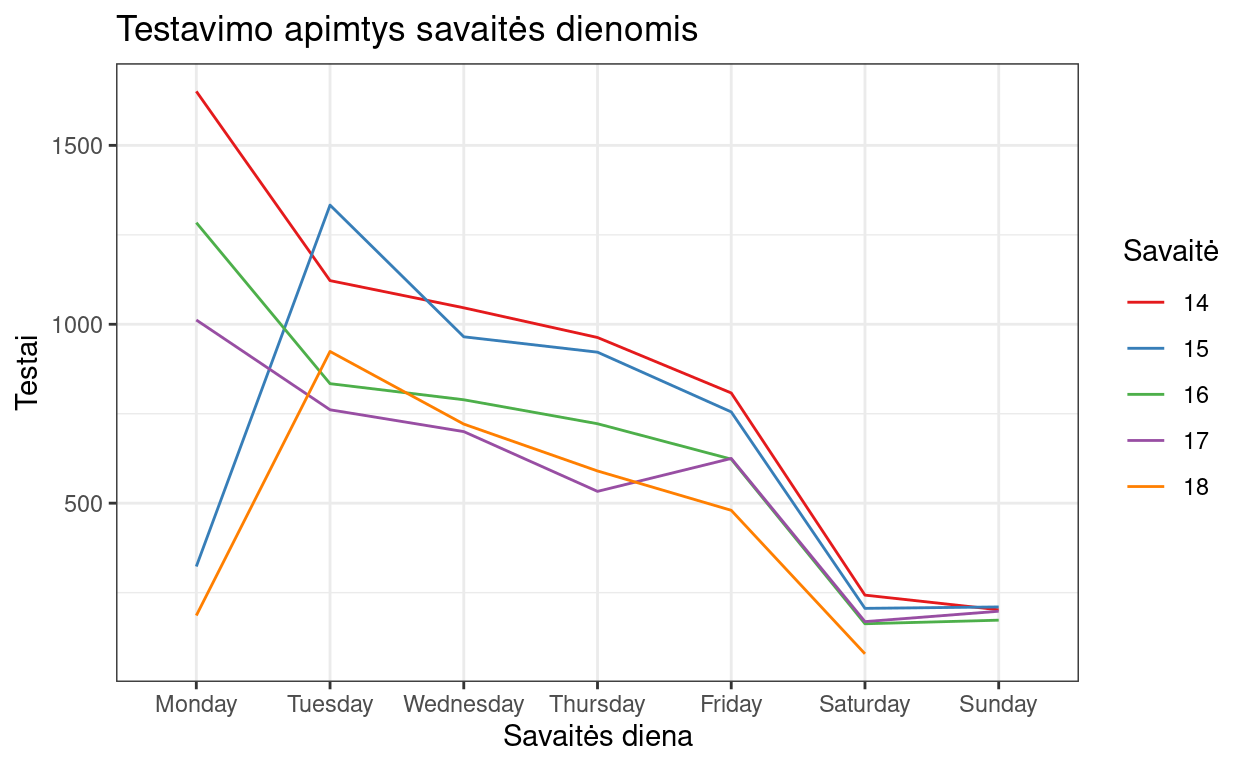 Testavimo apimtys savaitės dienomis
Testai
1500
1000
500
Monday Tuesday Wednesday Thursday Friday Saturday Sunday
Savaitės diena
Savaitė
14
15
16
17
18